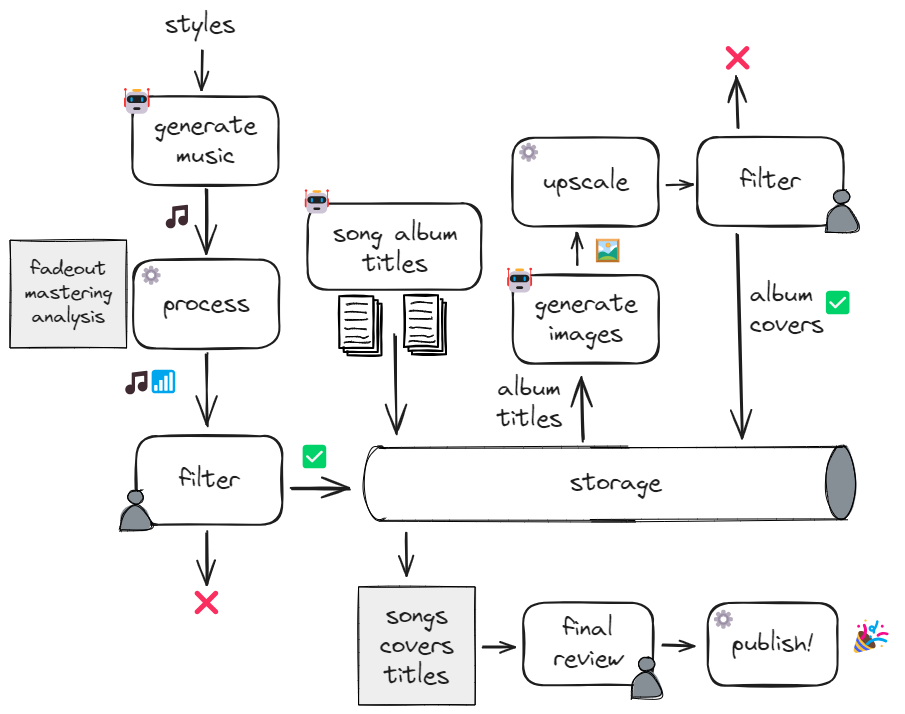 styles
generate
music
fadeout
mastering
analysis
process
filter
song album
titles
upscale
filter
generate
images
album
titles
album
covers
storage
songs
covers
titles
final
review
publish!